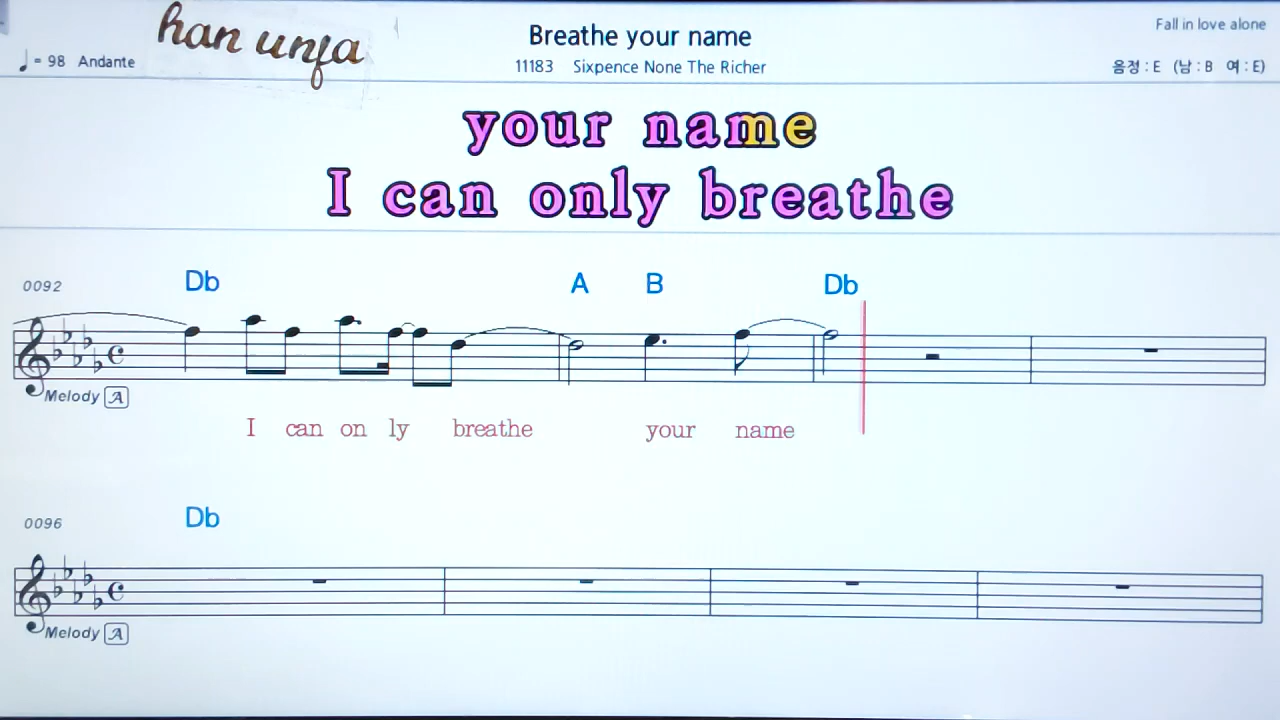 han unfa
Breathe your name
Fall in love alone
♩= 98 Andante
11183 Sixpence None The Richer
음정 : E (남 : B 여 : E)
your name
I can only breathe
0092
Db A B Db
Melody A
I can on ly breathe your name
0096
Db
Melody A